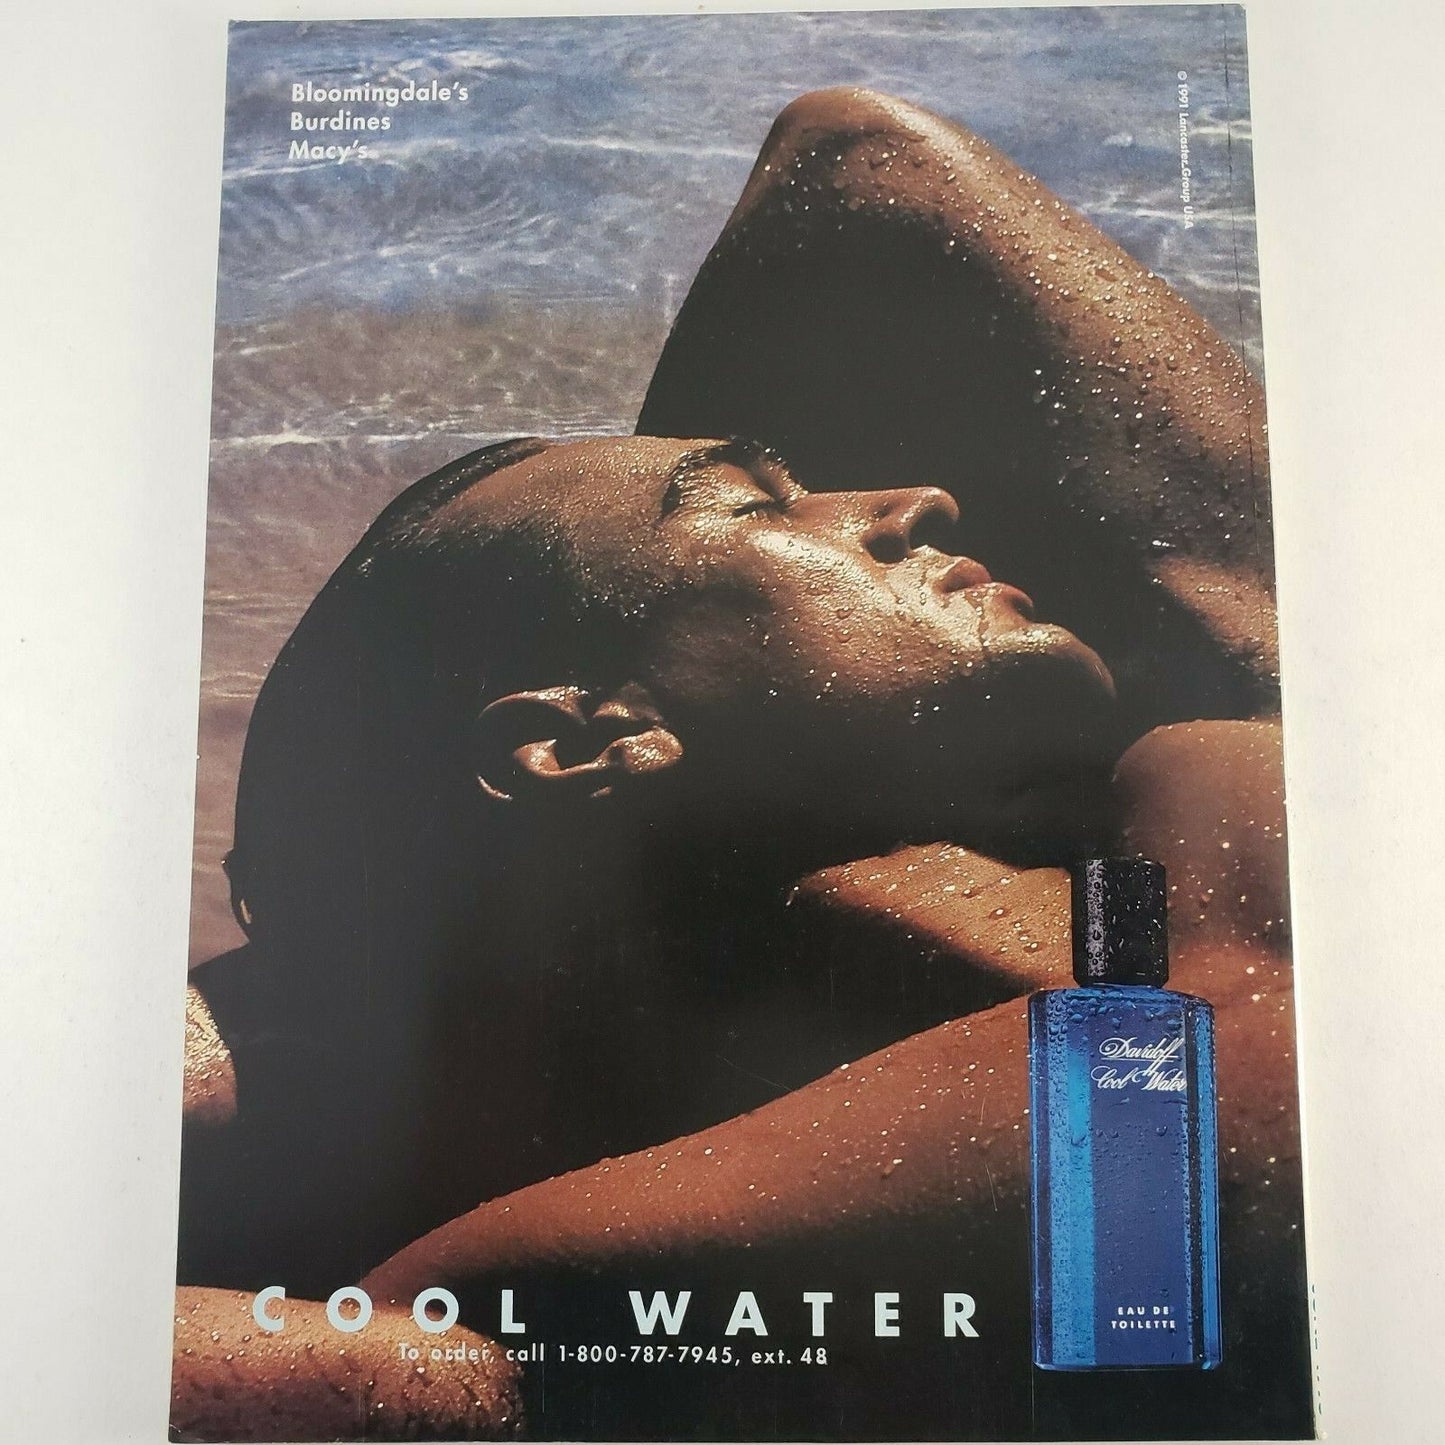 Bloomingdale's
Burdines
Macy's
© 1991 Lancaster Group USA
Davidoff
Cool Water
EAU DE
TOILETTE
COOL WATER
To order, call 1-800-787-7945, ext. 48